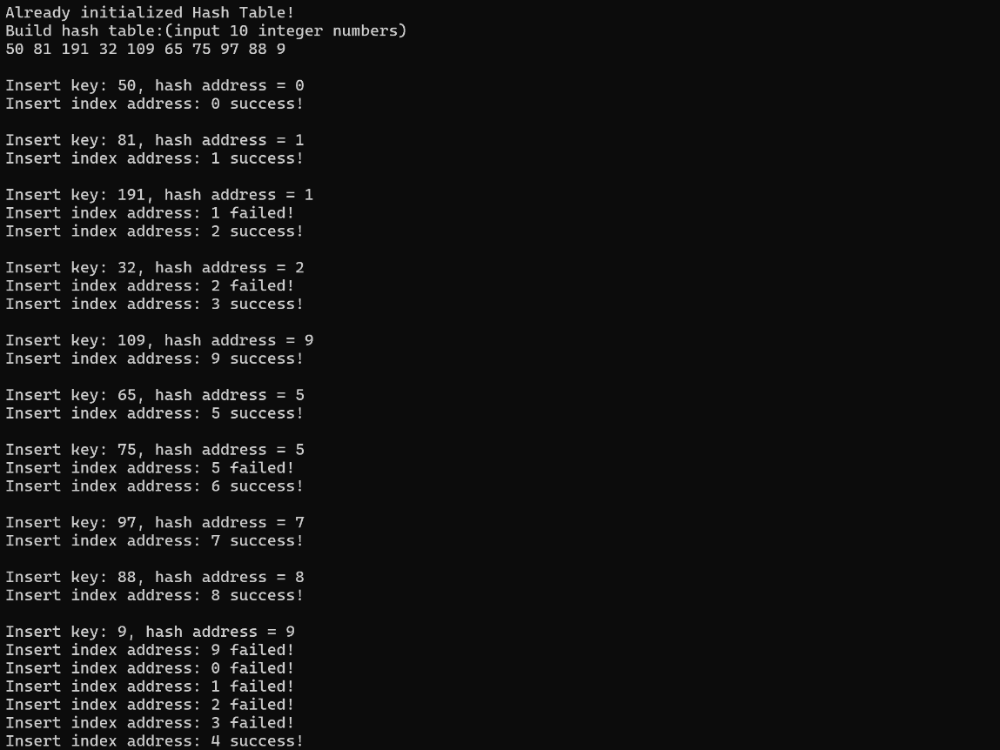 Already initialized Hash Table!
Build hash table:(input 10 integer numbers)
50 81 191 32 109 65 75 97 88 9
Insert key: 50, hash address = 0
Insert index address: 0 success!
Insert key: 81, hash address = 1
Insert index address: 1 success!
Insert key: 191, hash address = 1
Insert index address: 1 failed!
Insert index address: 2 success!
Insert key: 32, hash address = 2
Insert index address: 2 failed!
Insert index address: 3 success!
Insert key: 109, hash address = 9
Insert index address: 9 success!
Insert key: 65, hash address = 5
Insert index address: 5 success!
Insert key: 75, hash address = 5
Insert index address: 5 failed!
Insert index address: 6 success!
Insert key: 97, hash address = 7
Insert index address: 7 success!
Insert key: 88, hash address = 8
Insert index address: 8 success!
Insert key: 9, hash address = 9
Insert index address: 9 failed!
Insert index address: 0 failed!
Insert index address: 1 failed!
Insert index address: 2 failed!
Insert index address: 3 failed!
Insert index address: 4 success!